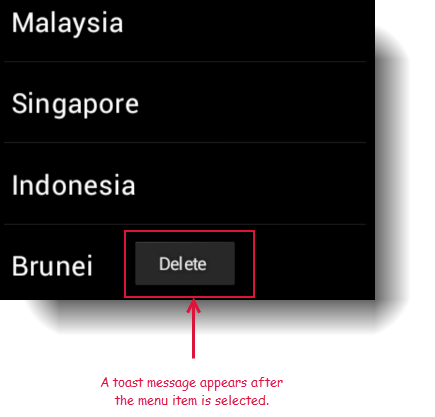 Malaysia
Singapore
Indonesia
Brunei
Delete
A toast message appears after
the menu item is selected.